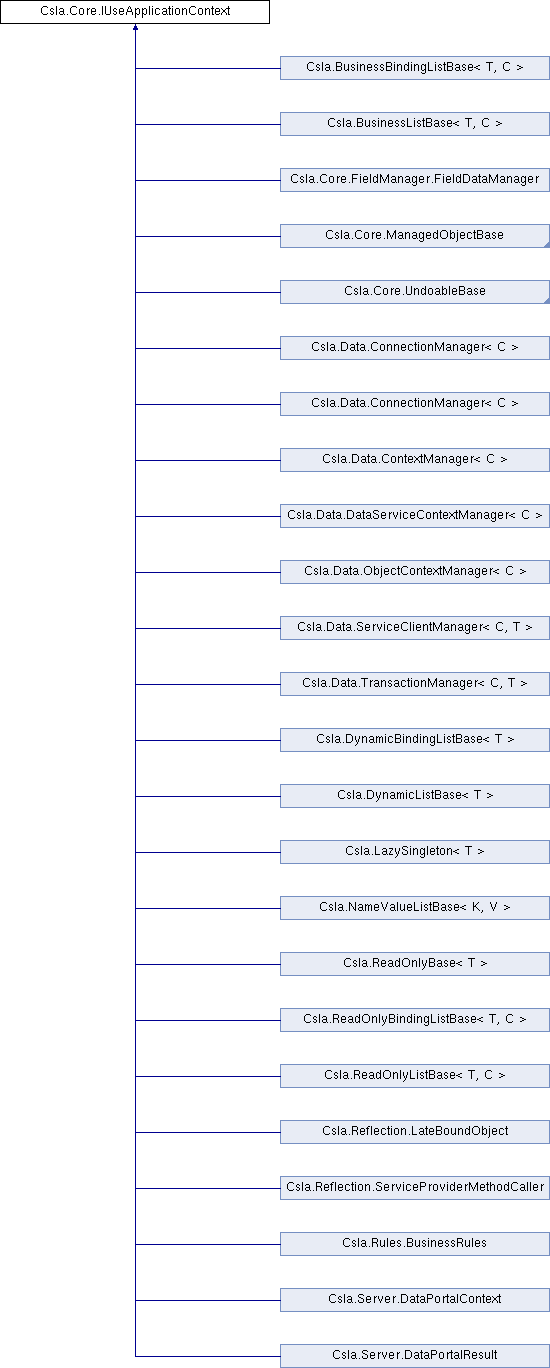 Csla.Core.IUseApplicationContext
Csla.BusinessBindingListBase< T, C >
Csla.BusinessListBase< T, C >
Csla.Core.FieldManager.FieldDataManager
Csla.Core.ManagedObjectBase
Csla.Core.UndoableBase
Csla.Data.ConnectionManager< C >
Csla.Data.ConnectionManager< C >
Csla.Data.ContextManager< C >
Csla.Data.DataServiceContextManager< C >
Csla.Data.ObjectContextManager< C >
Csla.Data.ServiceClientManager< C, T >
Csla.Data.TransactionManager< C, T >
Csla.DynamicBindingListBase< T >
Csla.DynamicListBase< T >
Csla.LazySingleton< T >
Csla.NameValueListBase< K, V >
Csla.ReadOnlyBase< T >
Csla.ReadOnlyBindingListBase< T, C >
Csla.ReadOnlyListBase< T, C >
Csla.Reflection.LateBoundObject
Csla.Reflection.ServiceProviderMethodCaller
Csla.Rules.BusinessRules
Csla.Server.DataPortalContext
Csla.Server.DataPortalResult